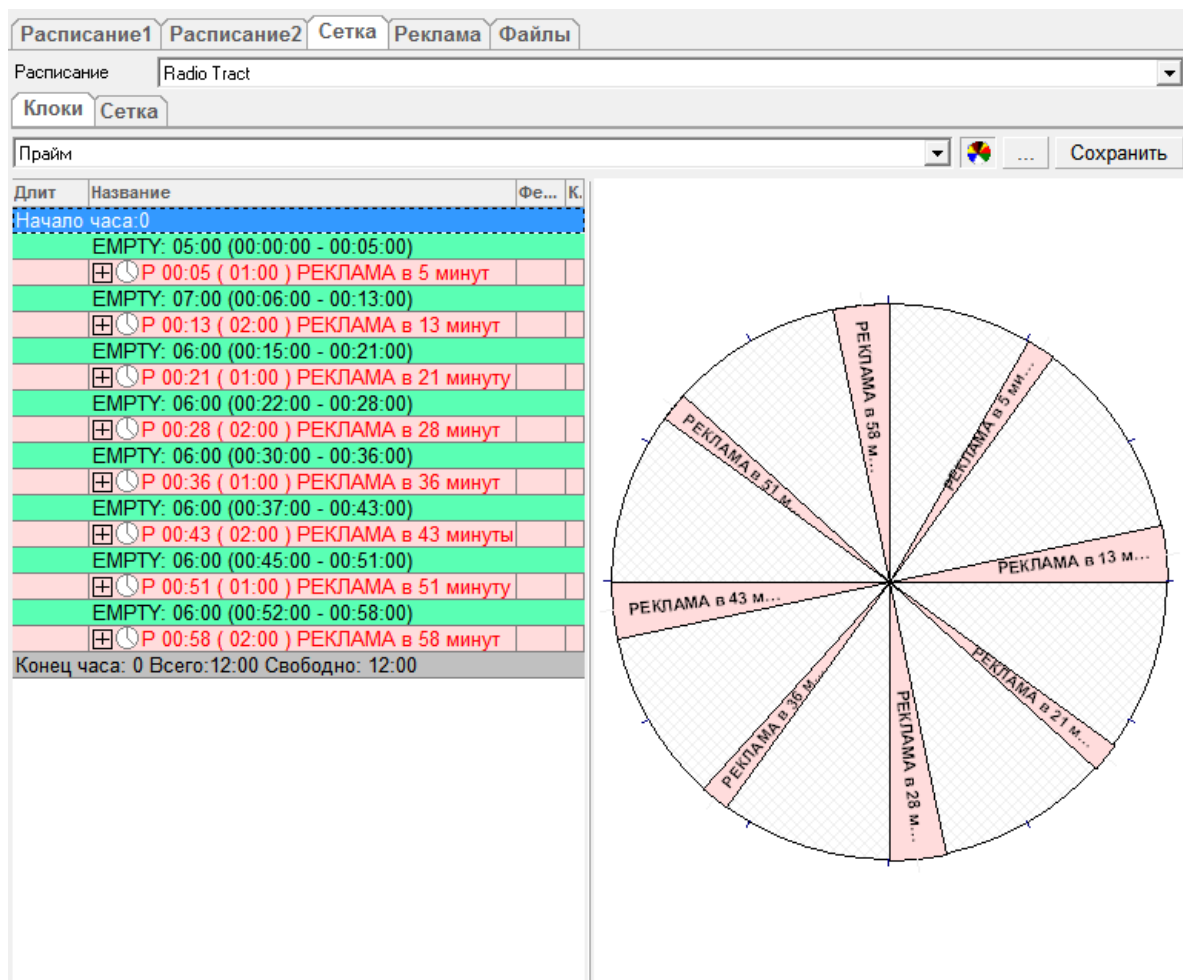 Расписание1 Расписание2 Сетка Реклама Файлы
Расписание Radio Tract
Клоки Сетка
Прайм ... Сохранить
Длит Название Фе... К.
Начало часа:0
EMPTY: 05:00 (00:00:00 - 00:05:00)
Р 00:05 ( 01:00 ) РЕКЛАМА в 5 минут
EMPTY: 07:00 (00:06:00 - 00:13:00)
Р 00:13 ( 02:00 ) РЕКЛАМА в 13 минут
EMPTY: 06:00 (00:15:00 - 00:21:00)
Р 00:21 ( 01:00 ) РЕКЛАМА в 21 минуту
EMPTY: 06:00 (00:22:00 - 00:28:00)
Р 00:28 ( 02:00 ) РЕКЛАМА в 28 минут
EMPTY: 06:00 (00:30:00 - 00:36:00)
Р 00:36 ( 01:00 ) РЕКЛАМА в 36 минут
EMPTY: 06:00 (00:37:00 - 00:43:00)
Р 00:43 ( 02:00 ) РЕКЛАМА в 43 минуты
EMPTY: 06:00 (00:45:00 - 00:51:00)
Р 00:51 ( 01:00 ) РЕКЛАМА в 51 минуту
EMPTY: 06:00 (00:52:00 - 00:58:00)
Р 00:58 ( 02:00 ) РЕКЛАМА в 58 минут
Конец часа: 0 Всего:12:00 Свободно: 12:00
РЕКЛАМА в 58 м...
РЕКЛАМА в 5 ми...
РЕКЛАМА в 13 м...
РЕКЛАМА в 21 м...
РЕКЛАМА в 28 м...
РЕКЛАМА в 36 м...
РЕКЛАМА в 43 м...
РЕКЛАМА в 51 м...